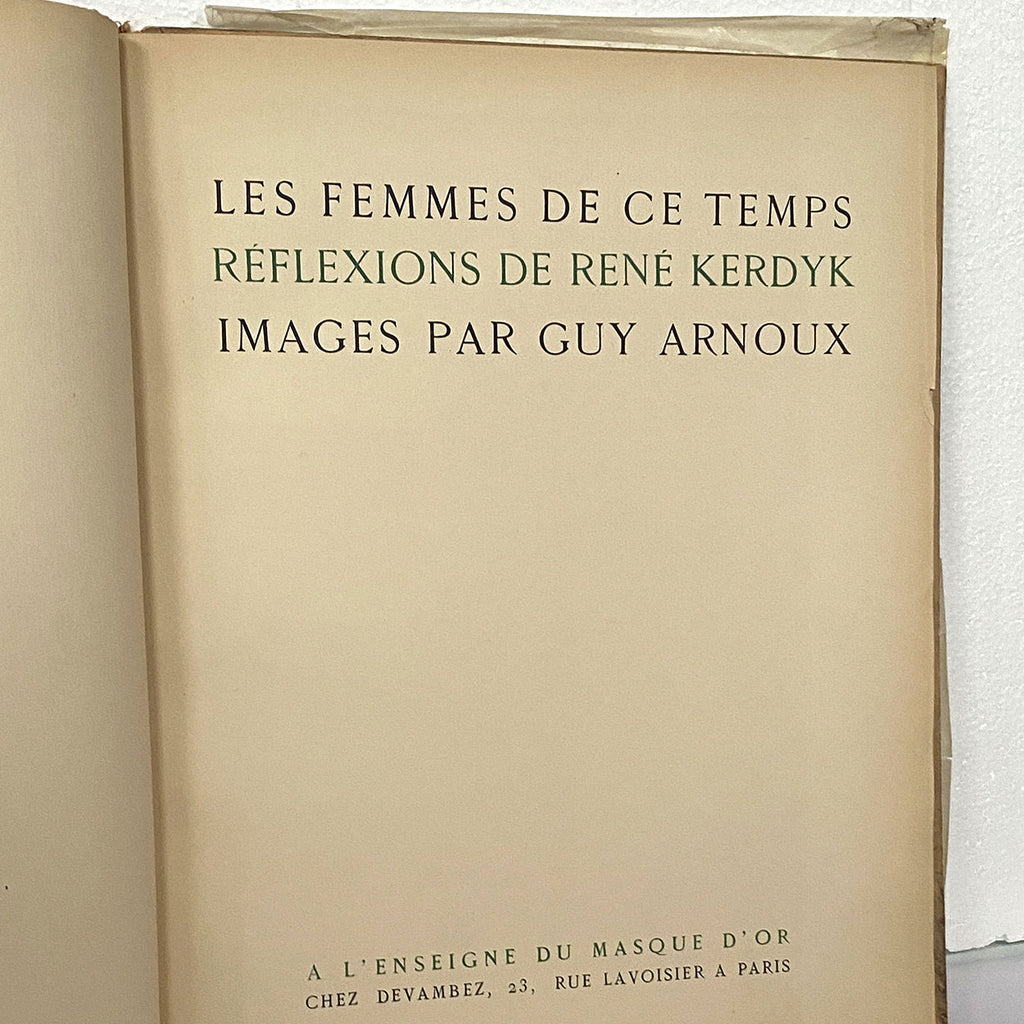 LES FEMMES DE CE TEMPS
RÉFLEXIONS DE RENÉ KERDYK
IMAGES PAR GUY ARNOUX
A L'ENSEIGNE DU MASQUE D'OR
CHEZ DEVAMBEZ, 23, RUE LAVOISIER A PARIS